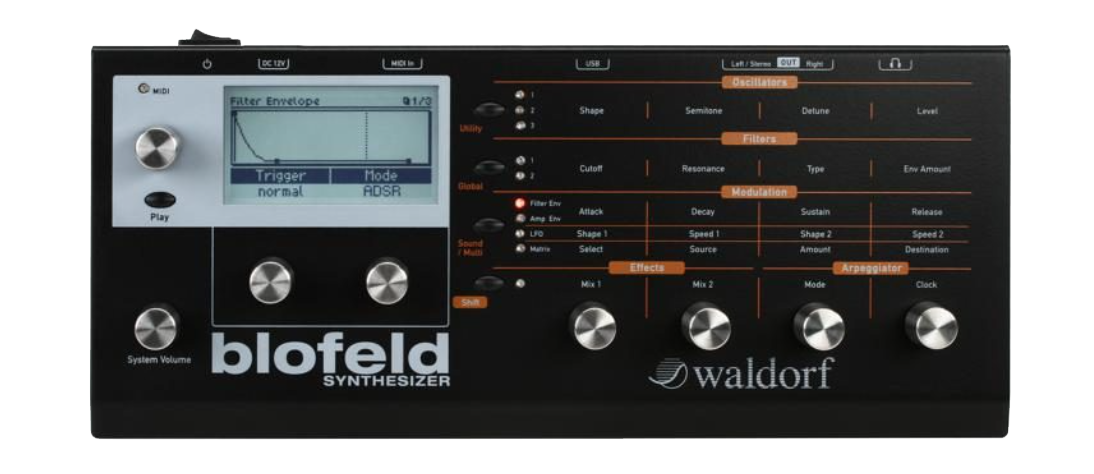 DC 12V
MIDI In
USB
Left / Stereo OUT Right
MIDI
Filter Envelope 1/3
Trigger Mode
normal ADSR
Play
System Volume
blofeld
SYNTHESIZER
Oscillators
1
2
3
Shape Semitone Detune Level
Utility
Filters
1
2
Cutoff Resonance Type Env Amount
Global
Modulation
Filter Env Attack Decay Sustain Release
Amp Env
LFO Shape 1 Speed 1 Shape 2 Speed 2
Matrix Select Source Amount Destination
Sound
/ Multi
Effects Arpeggiator
Mix 1 Mix 2 Mode Clock
Shift
waldorf